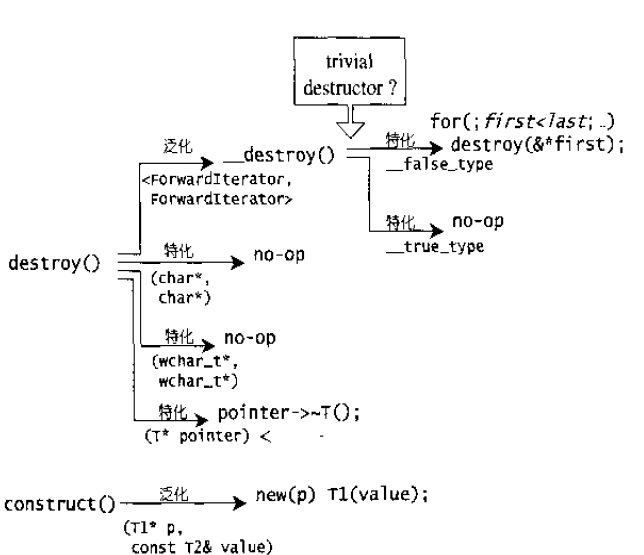 trivial
destructor ?
for(;first<last; ..)
泛化
特化
destroy(&*first);
__destroy()
__false_type
<ForwardIterator,
ForwardIterator>
特化
no-op
__true_type
destroy()
特化
no-op
(char*,
char*)
特化
no-op
(wchar_t*,
wchar_t*)
特化
pointer->~T();
(T* pointer) <
construct()
泛化
new(p) T1(value);
(T1* p,
const T2& value)